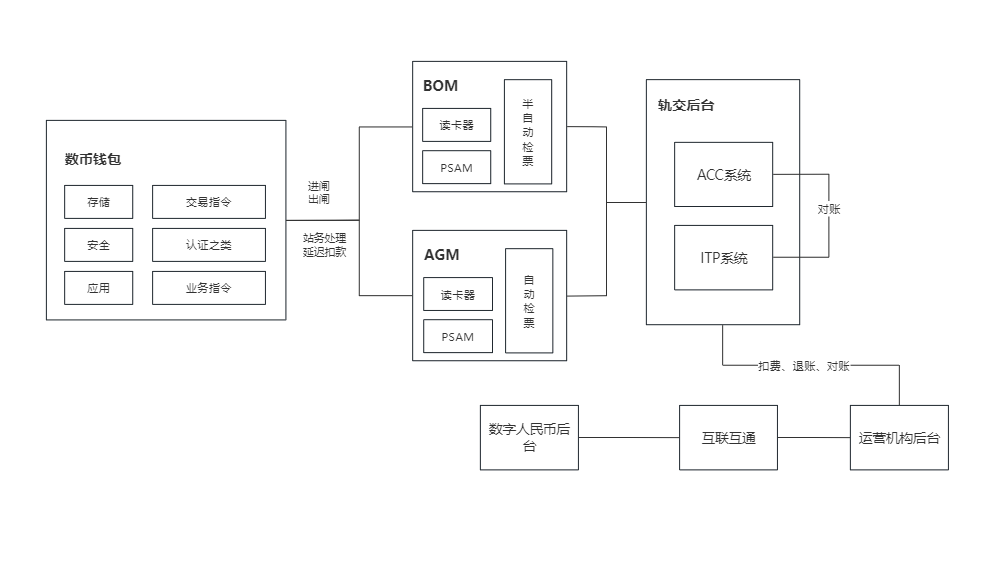 数币钱包
存储
交易指令
安全
认证之类
应用
业务指令
进闸
出闸
站务处理
延迟扣款
BOM
读卡器
PSAM
半
自
动
检
票
AGM
读卡器
PSAM
自
动
检
票
轨交后台
ACC系统
ITP系统
对账
扣费、退账、对账
数字人民币后
台
互联互通
运营机构后台